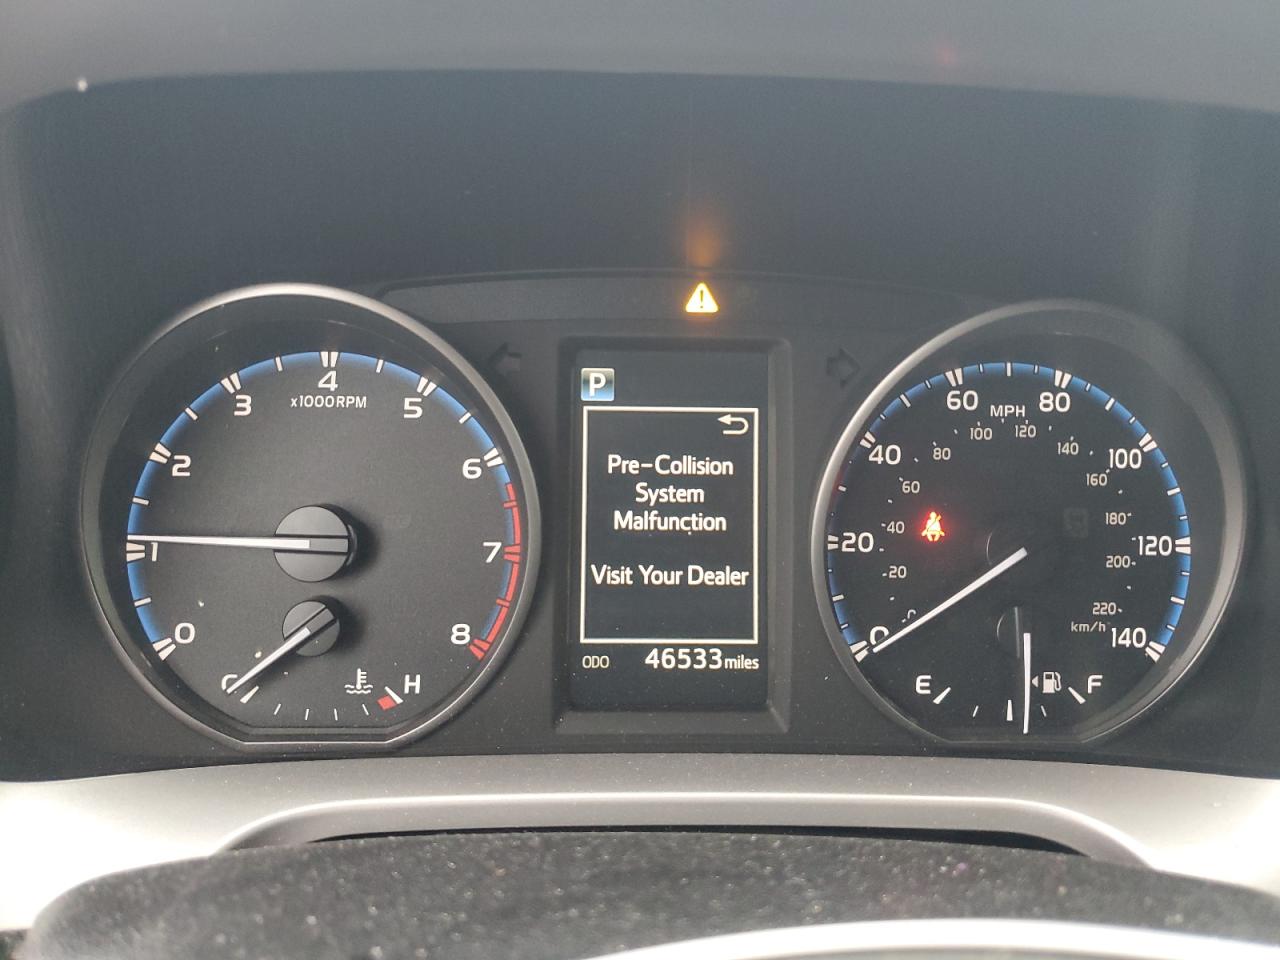 0
1
2
3
4
x1000RPM
5
6
7
8
C
H
P
Pre-Collision
System
Malfunction
Visit Your Dealer
ODO 46533 miles
0
20
40
60
MPH
80
100
120
140
0
20
40
60
80
100
120
140
160
180
200
220
km/h
E
F